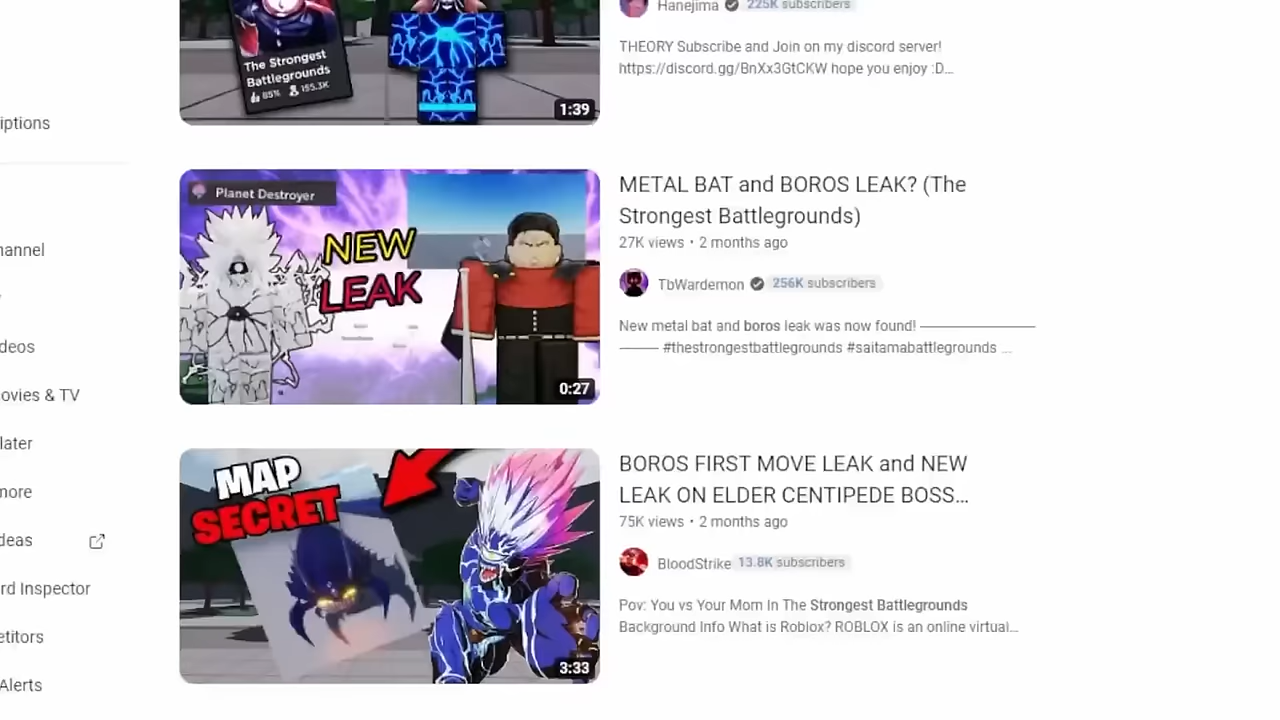 Hanejima 225K subscribers
The Strongest
Battlegrounds
85% 155.3K
1:39
THEORY Subscribe and Join on my discord server!
https://discord.gg/BnXx3GtCKW hope you enjoy :D...
iptions
Planet Destroyer
NEW
LEAK
0:27
METAL BAT and BOROS LEAK? (The
Strongest Battlegrounds)
27K views • 2 months ago
TbWardemon 256K subscribers
New metal bat and boros leak was now found! ——————————
———— #thestrongestbattlegrounds #saitamabattlegrounds ...
hannel
deos
ovies & TV
later
more
deas
rd Inspector
etitors
Alerts
MAP
SECRET
3:33
BOROS FIRST MOVE LEAK and NEW
LEAK ON ELDER CENTIPEDE BOSS...
75K views • 2 months ago
BloodStrike 13.8K subscribers
Pov: You vs Your Mom In The Strongest Battlegrounds
Background Info What is Roblox? ROBLOX is an online virtual...